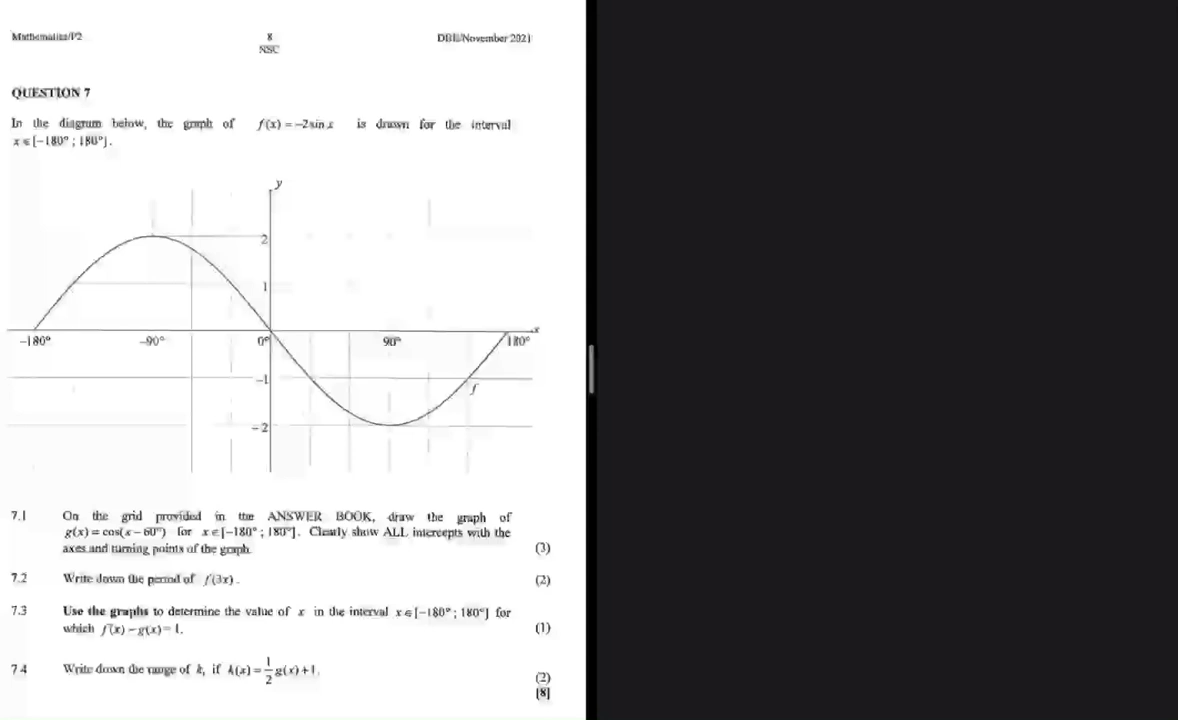 Mathematics/P2
8
NSC
DBE/November 2021
QUESTION 7
In the diagram below, the graph of f(x) = −2 sin x is drawn for the interval
x ∈ [−180° ; 180°].
y
2
1
x
−180°
−90°
0°
90°
180°
−1
f
−2
7.1 On the grid provided in the ANSWER BOOK, draw the graph of
g(x) = cos(x − 60°) for x ∈ [−180° ; 180°]. Clearly show ALL intercepts with the
axes and turning points of the graph. (3)
7.2 Write down the period of f(3x). (2)
7.3 Use the graphs to determine the value of x in the interval x ∈ [−180° ; 180°] for
which f(x) − g(x) = 1. (1)
7.4 Write down the range of k, if k(x) = 1/2 g(x) + 1. (2)
[8]